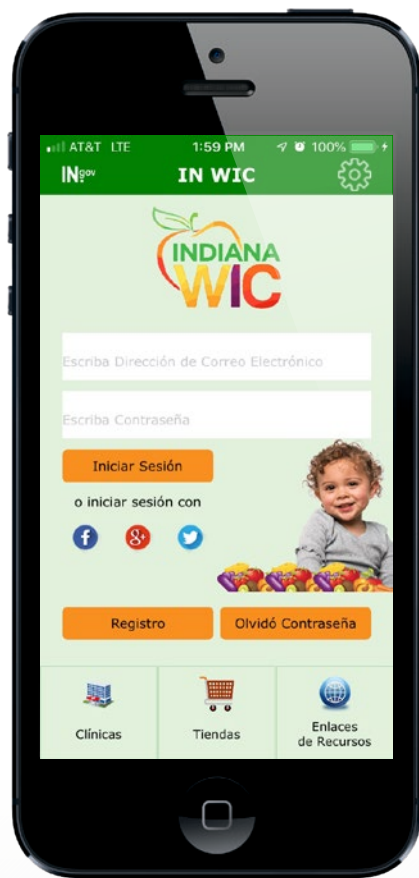 AT&T LTE 1:59 PM 100%
IN.gov IN WIC
INDIANA
WIC
Escriba Dirección de Correo Electrónico
Escriba Contraseña
Iniciar Sesión
o iniciar sesión con
f g+
Registro Olvidó Contraseña
Clínicas Tiendas Enlaces
de Recursos